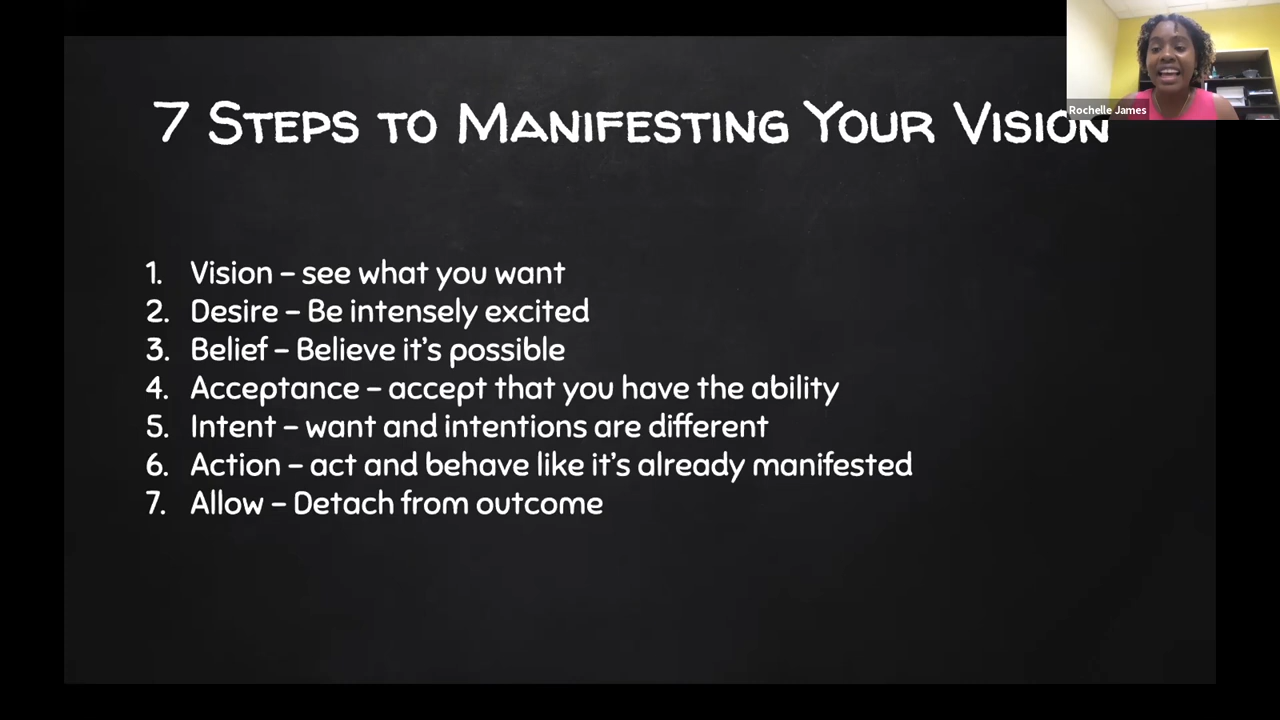 7 Steps to Manifesting Your Vision
Rochelle James
1. Vision – see what you want
2. Desire – Be intensely excited
3. Belief – Believe it's possible
4. Acceptance – accept that you have the ability
5. Intent – want and intentions are different
6. Action – act and behave like it's already manifested
7. Allow – Detach from outcome